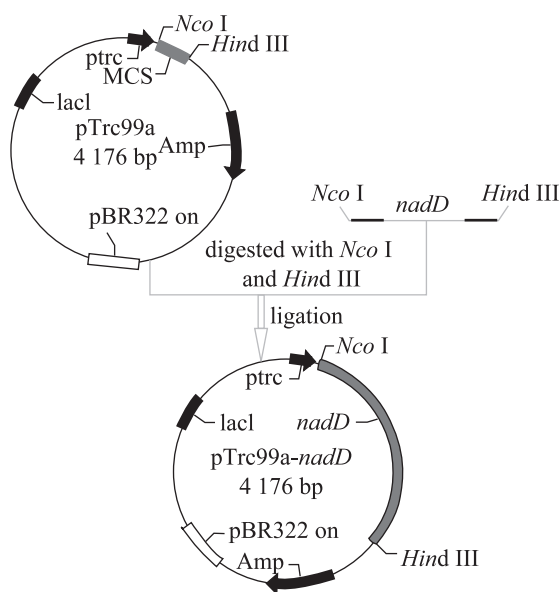 Nco I
Hind III
ptrc
MCS
lacI
pTrc99a
4 176 bp
Amp
pBR322 on
Nco I
nadD
Hind III
digested with Nco I
and Hind III
ligation
Nco I
ptrc
lacI
nadD
pTrc99a-nadD
4 176 bp
pBR322 on
Amp
Hind III